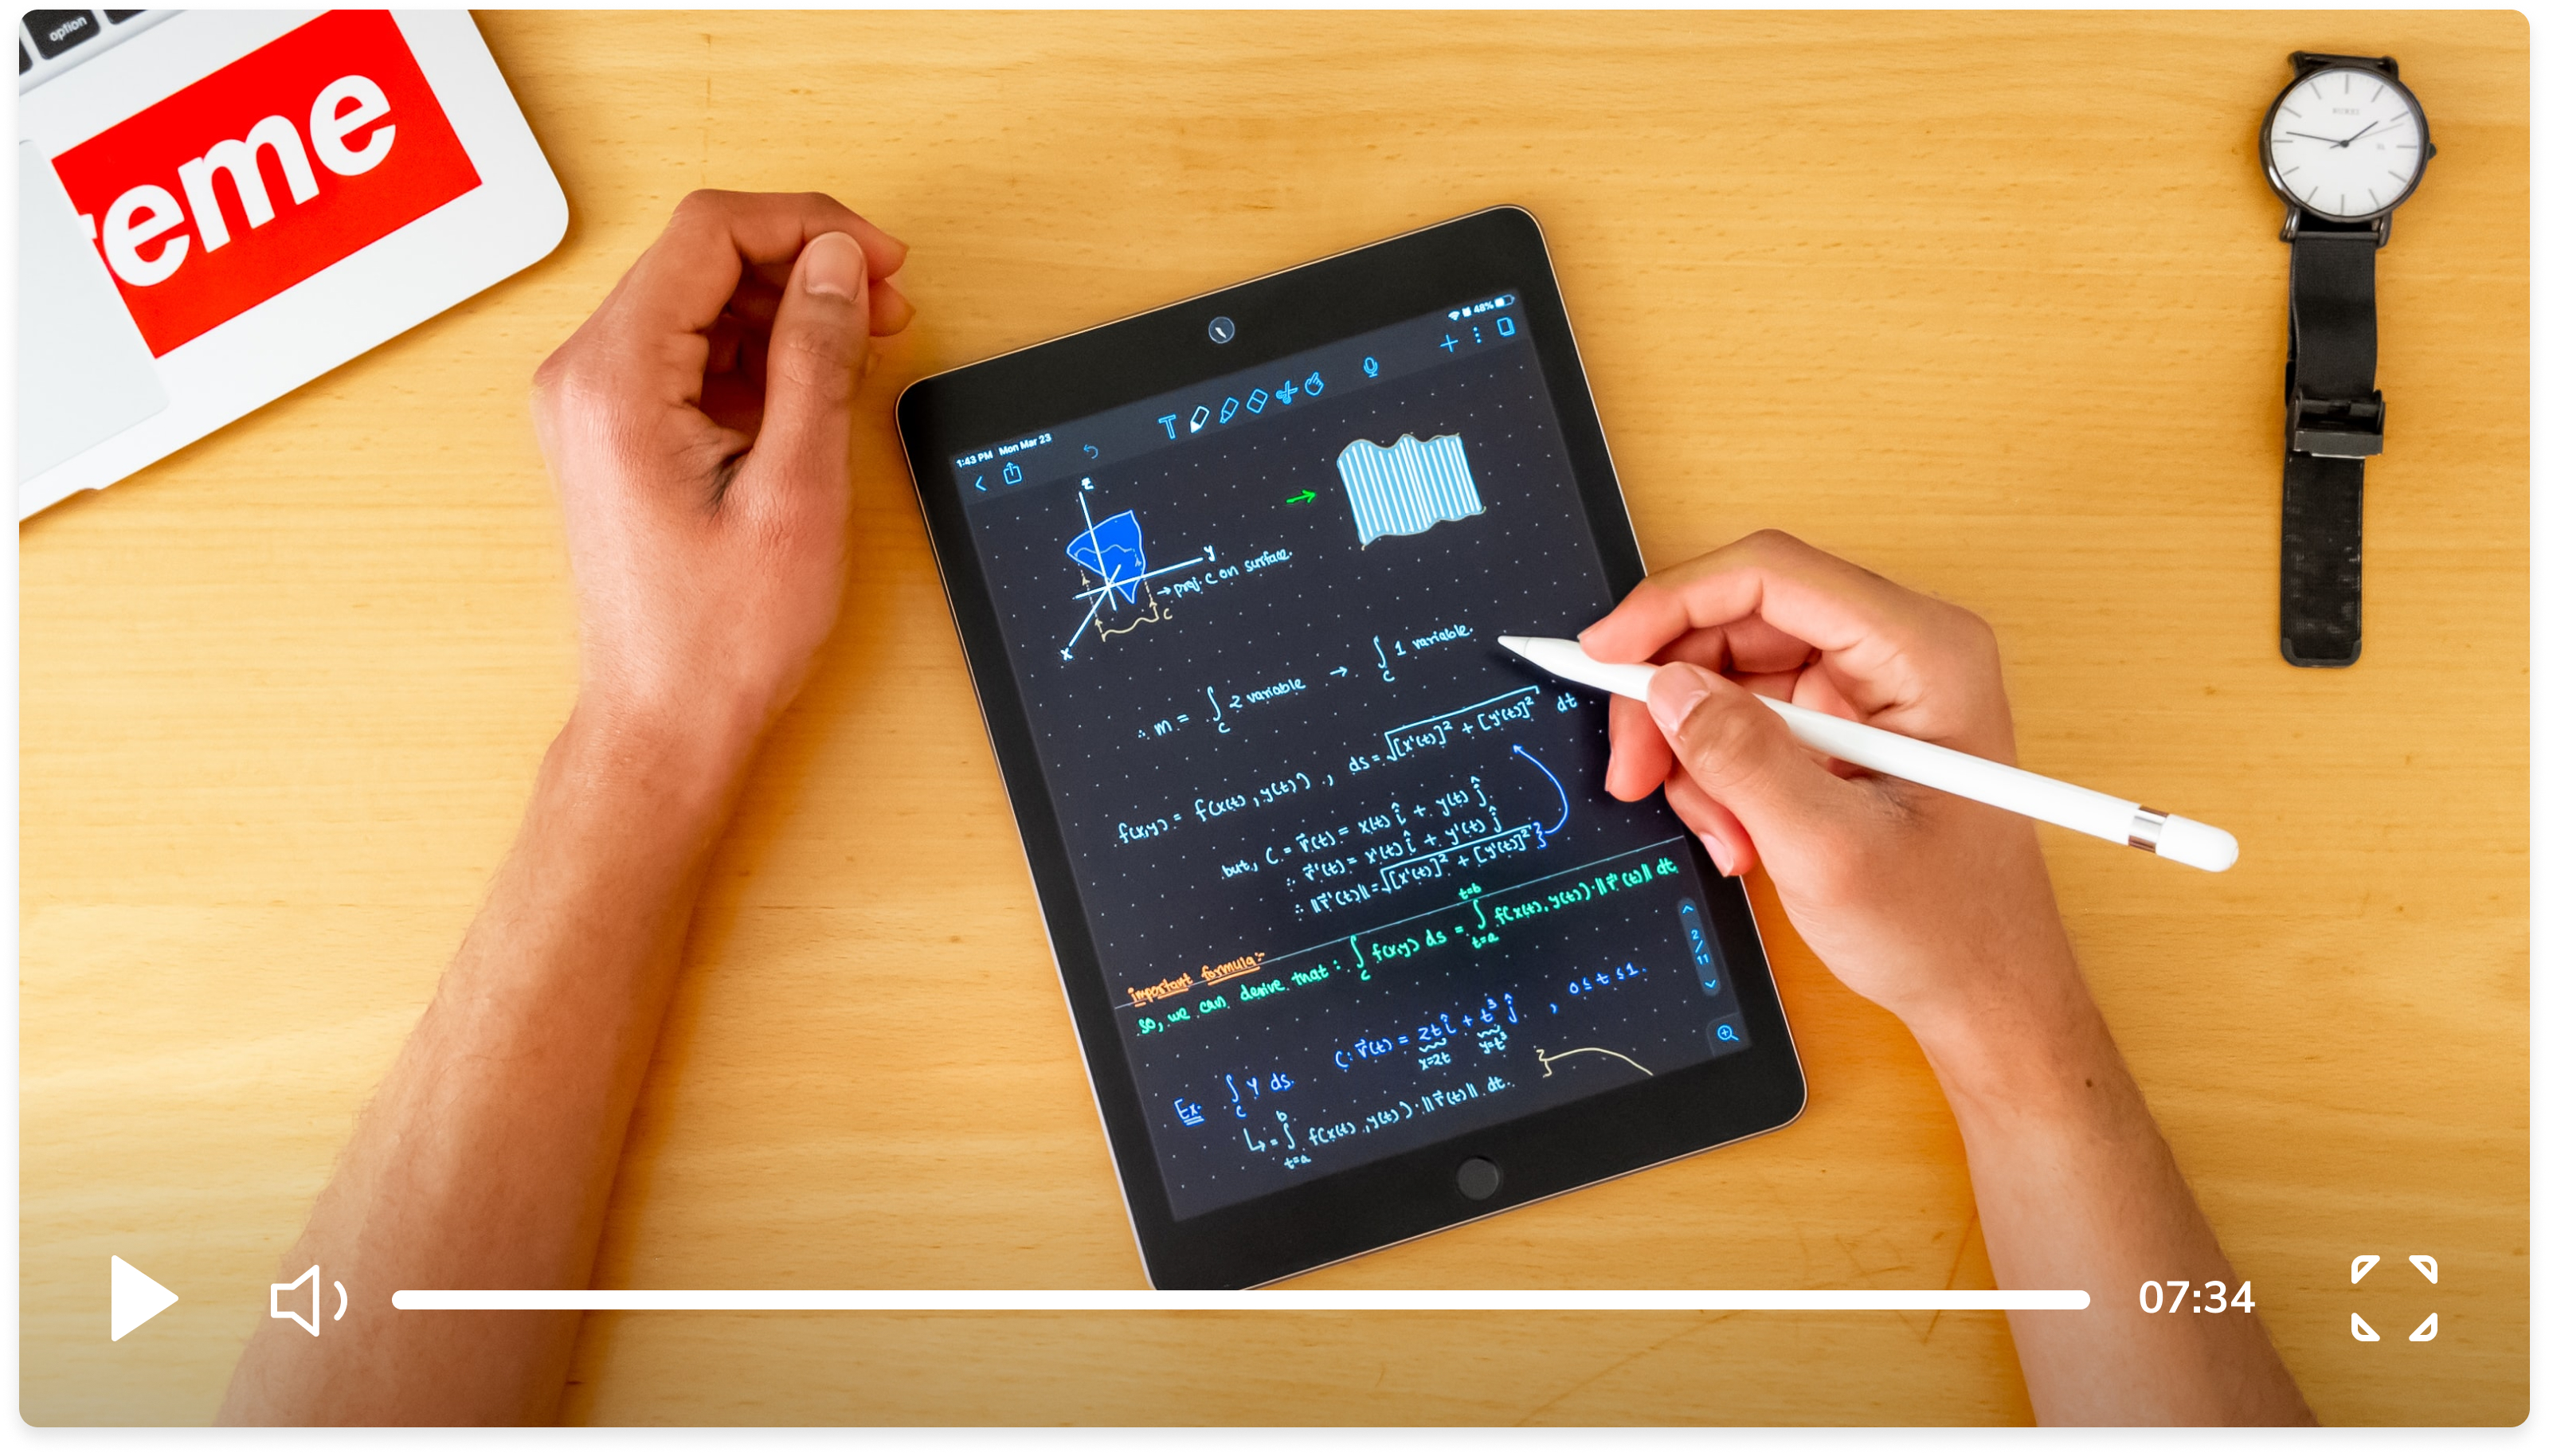 option
eme
48%
1:43 PM Mon Mar 23
z
y
→ proj. C on surface.
C
x
∴ m = ∫ 2 variable → ∫ 1 variable.
C C
f(x,y) = f(x(t), y(t)) , ds = √[x'(t)]² + [y'(t)]² dt
but, C = r⃗(t) = x(t) î + y(t) ĵ
∴ r⃗'(t) = x'(t) î + y'(t) ĵ
∴ ||r⃗'(t)|| = √[x'(t)]² + [y'(t)]² }
important formula:-
so, we can derive that : ∫C f(x,y) ds = ∫t=a t=b f(x(t), y(t)) · ||r⃗'(t)|| dt
2/11
Ex. ∫C y ds. C: r⃗(t) = 2t î + t³ ĵ , 0 ≤ t ≤ 1.
x=2t y=t³
↳ = ∫t=a b f(x(t), y(t)) · ||r⃗'(t)|| dt.
07:34